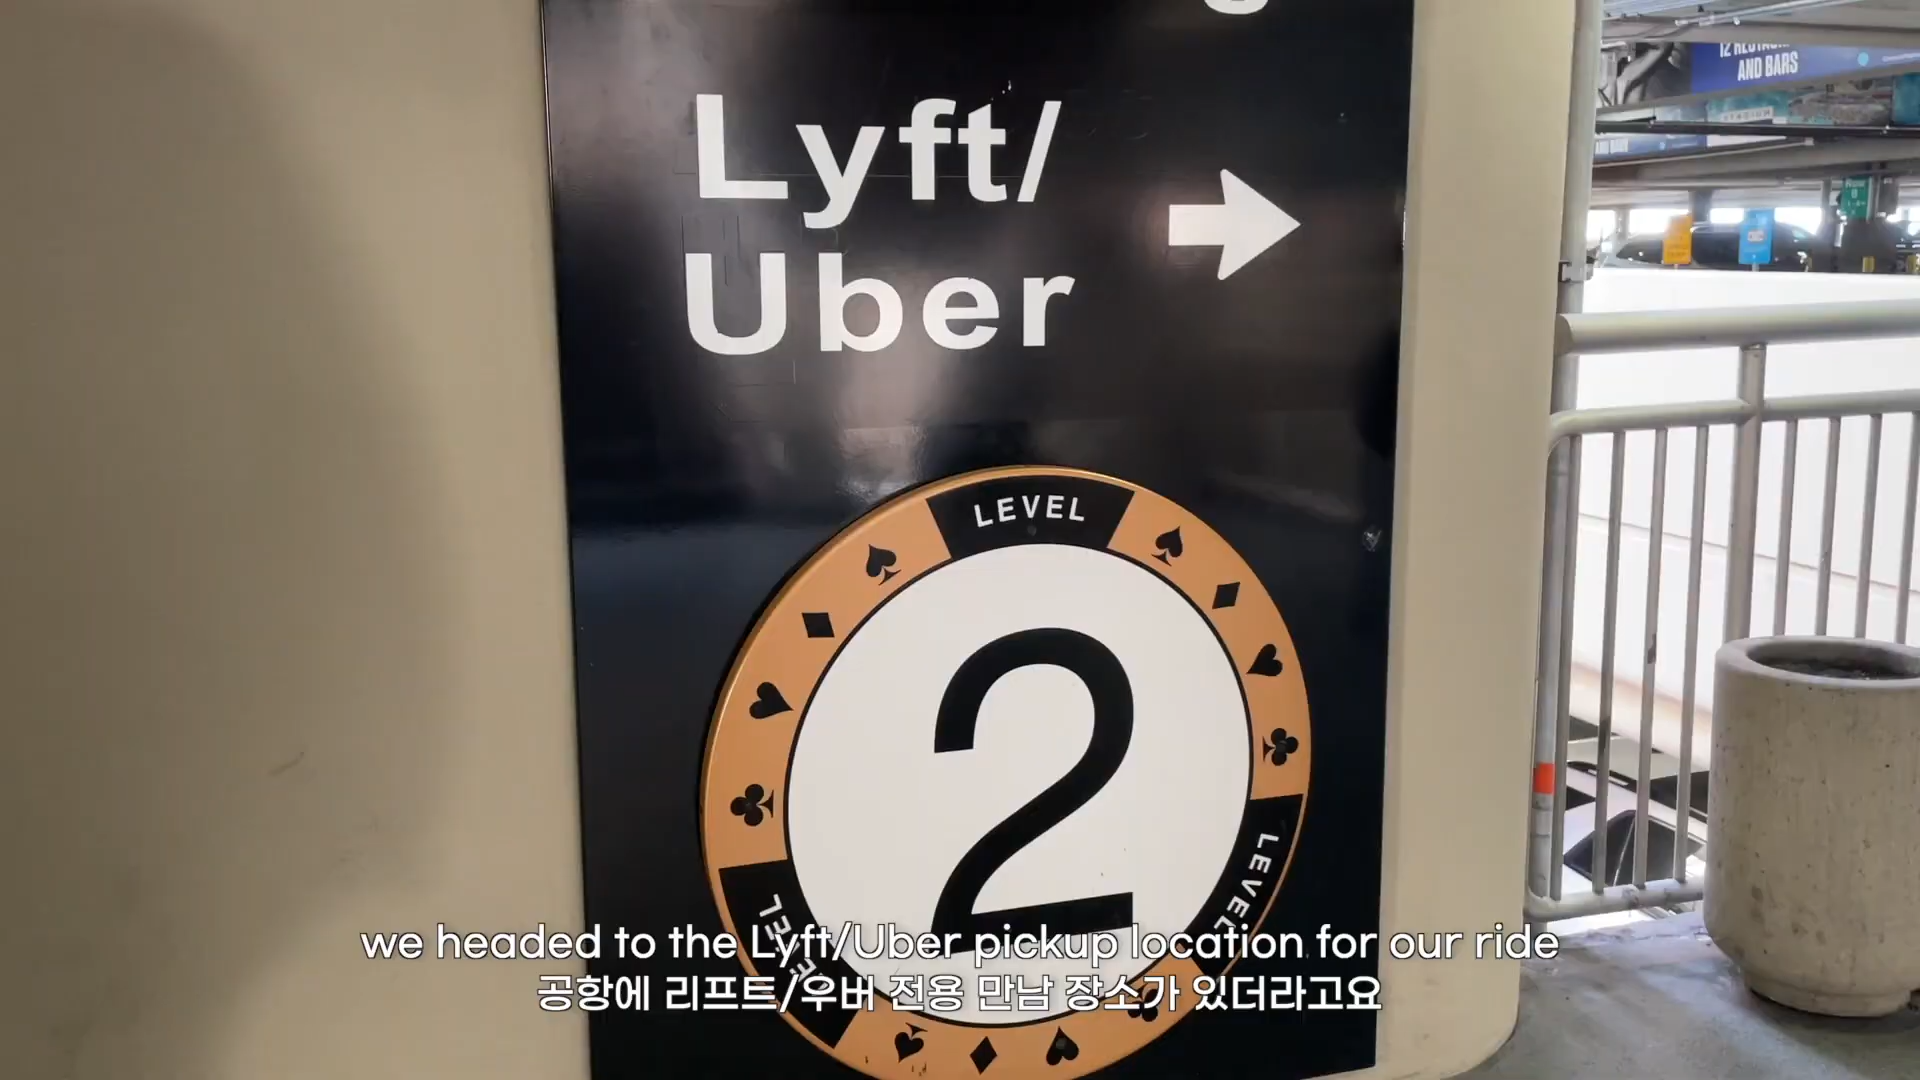 Lyft/
Uber
LEVEL
2
LEVEL
LEVEL
AND BARS
we headed to the Lyft/Uber pickup location for our ride
공항에 리프트/우버 전용 만남 장소가 있더라고요